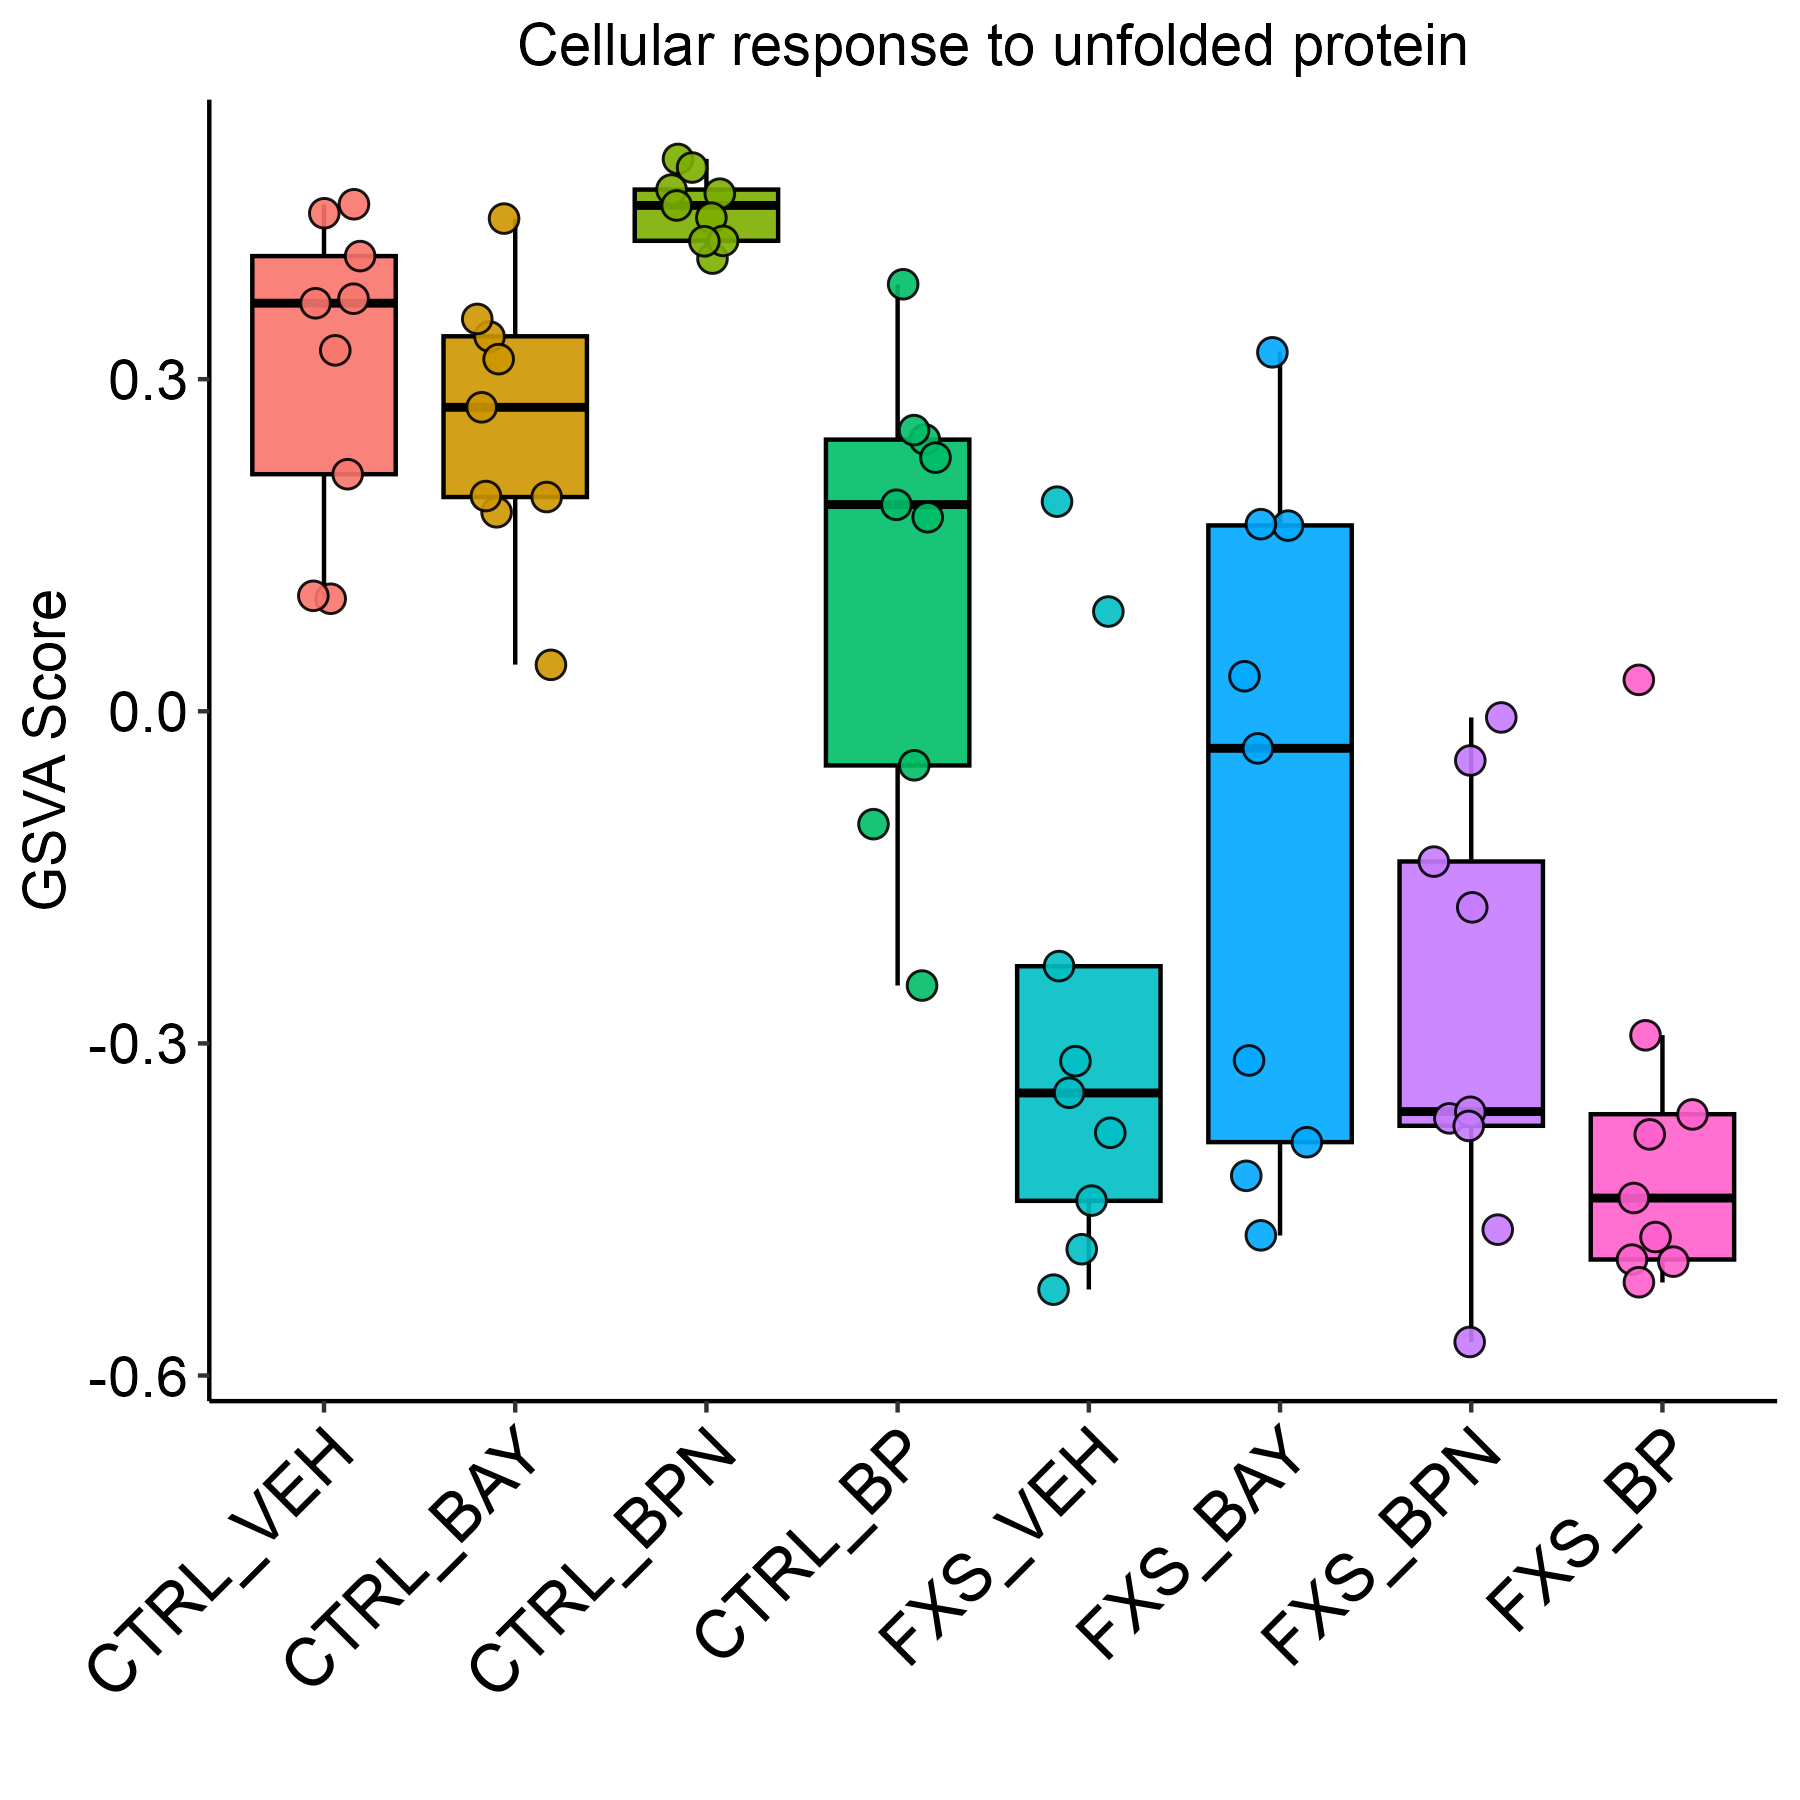 Cellular response to unfolded protein
GSVA Score
0.3
0.0
-0.3
-0.6
CTRL_VEH
CTRL_BAY
CTRL_BPN
CTRL_BP
FXS_VEH
FXS_BAY
FXS_BPN
FXS_BP